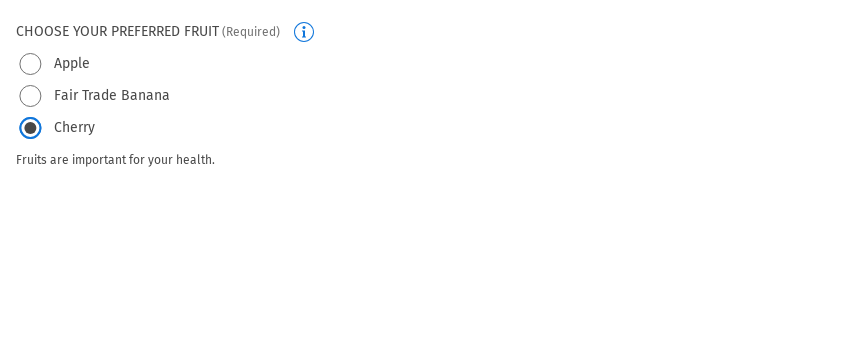 CHOOSE YOUR PREFERRED FRUIT (Required)
Apple
Fair Trade Banana
Cherry
Fruits are important for your health.